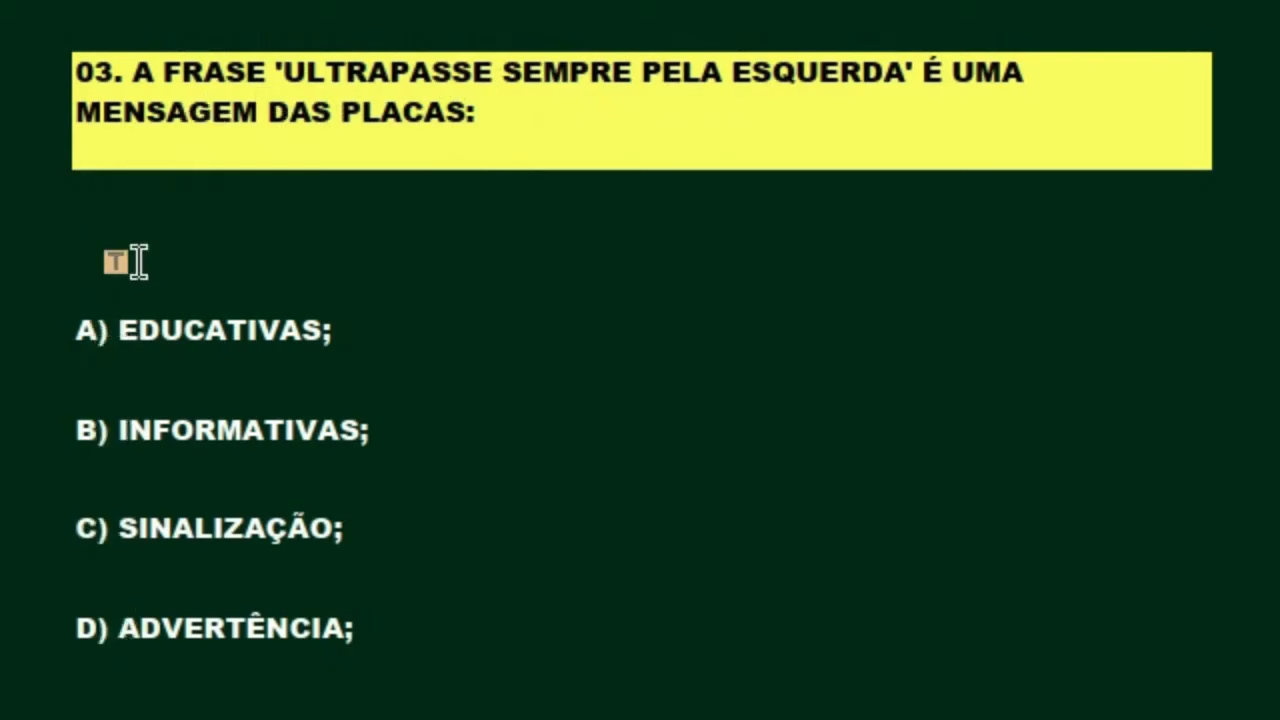 03. A FRASE 'ULTRAPASSE SEMPRE PELA ESQUERDA' É UMA
MENSAGEM DAS PLACAS:
T
A) EDUCATIVAS;
B) INFORMATIVAS;
C) SINALIZAÇÃO;
D) ADVERTÊNCIA;